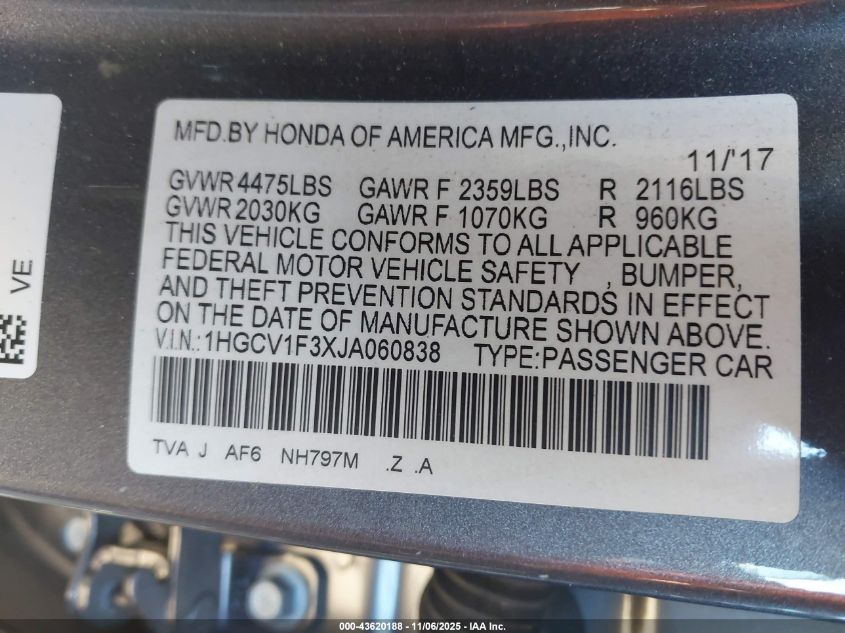 MFD.BY HONDA OF AMERICA MFG.,INC.
11/'17
GVWR 4475LBS GAWR F 2359LBS R 2116LBS
GVWR 2030KG GAWR F 1070KG R 960KG
THIS VEHICLE CONFORMS TO ALL APPLICABLE
FEDERAL MOTOR VEHICLE SAFETY , BUMPER,
AND THEFT PREVENTION STANDARDS IN EFFECT
ON THE DATE OF MANUFACTURE SHOWN ABOVE.
V.I.N.:1HGCV1F3XJA060838 TYPE:PASSENGER CAR
TVA J AF6 NH797M .Z .A
VE.
000-43620188 - 11/06/2025 - IAA Inc.